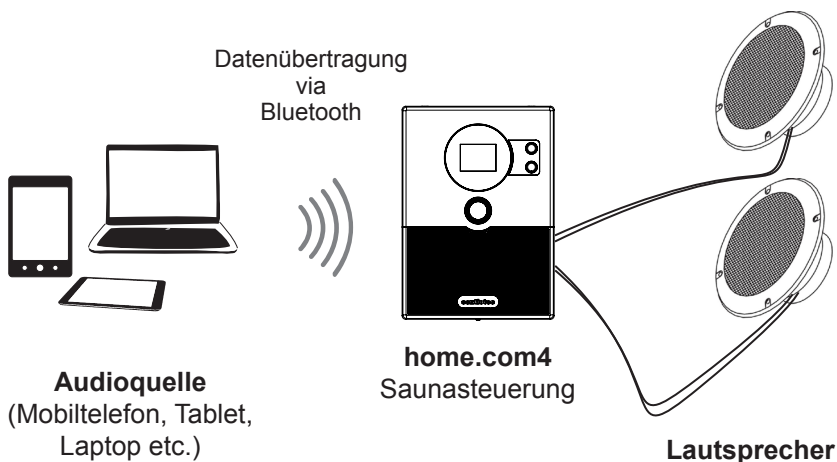 Datenübertragung
via
Bluetooth
home.com4
Saunasteuerung
Audioquelle
(Mobiltelefon, Tablet,
Laptop etc.)
Lautsprecher